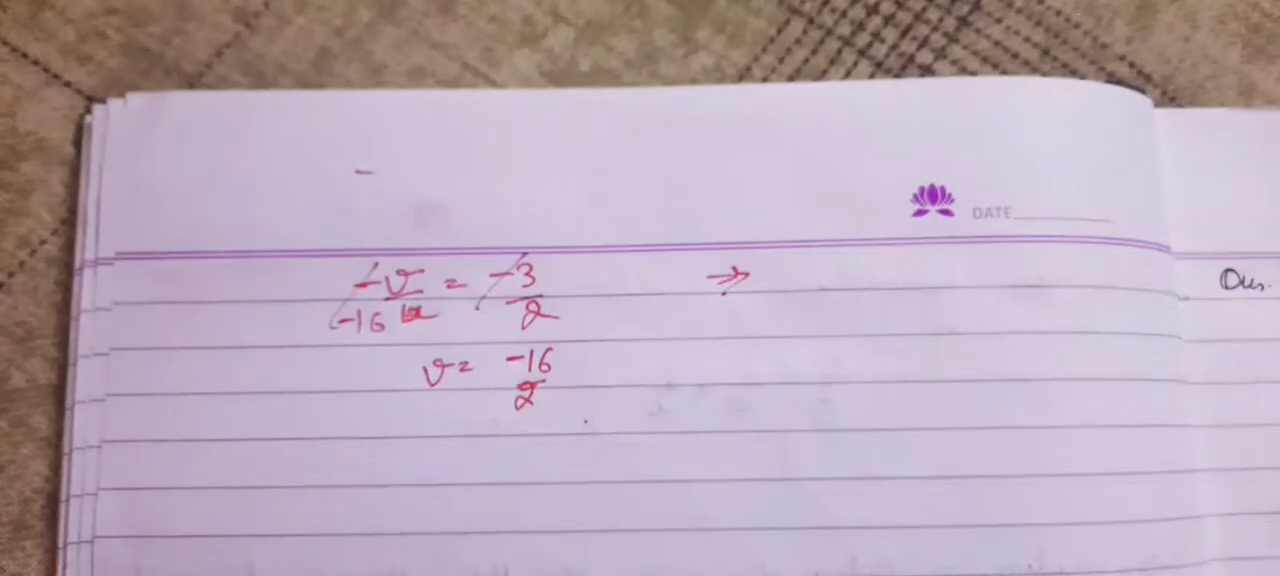 DATE
-v/-16 = -3/2 ⇒
v = -16/2